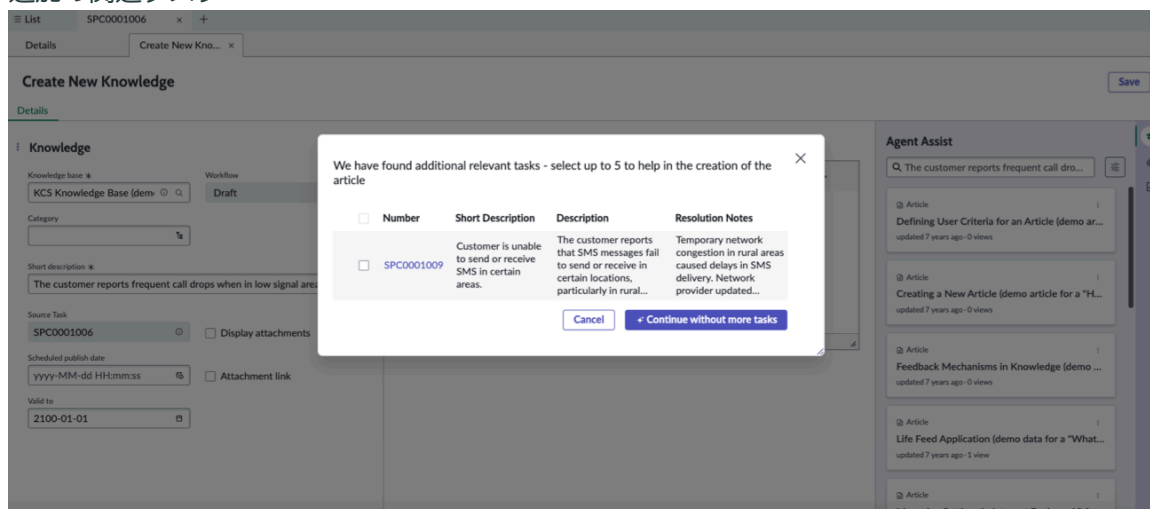 List SPC0001006 × +
Details Create New Kno... ×
Create New Knowledge
Save
Details
Knowledge
Knowledge base
KCS Knowledge Base (dem
Workflow
Draft
Category
Short description
The customer reports frequent call drops when in low signal area
Source Task
SPC0001006
Display attachments
Scheduled publish date
yyyy-MM-dd HH:mm:ss
Attachment link
Valid to
2100-01-01
We have found additional relevant tasks - select up to 5 to help in the creation of the
article
Number Short Description Description Resolution Notes
SPC0001009
Customer is unable
to send or receive
SMS in certain
areas.
The customer reports
that SMS messages fail
to send or receive in
certain locations,
particularly in rural...
Temporary network
congestion in rural areas
caused delays in SMS
delivery. Network
provider updated...
Cancel
Continue without more tasks
Agent Assist
The customer reports frequent call dro...
Article
Defining User Criteria for an Article (demo ar...
updated 7 years ago · 0 views
Article
Creating a New Article (demo article for a "H...
updated 7 years ago · 0 views
Article
Feedback Mechanisms in Knowledge (demo ...
updated 7 years ago · 0 views
Article
Life Feed Application (demo data for a "What...
updated 7 years ago · 1 view
Article